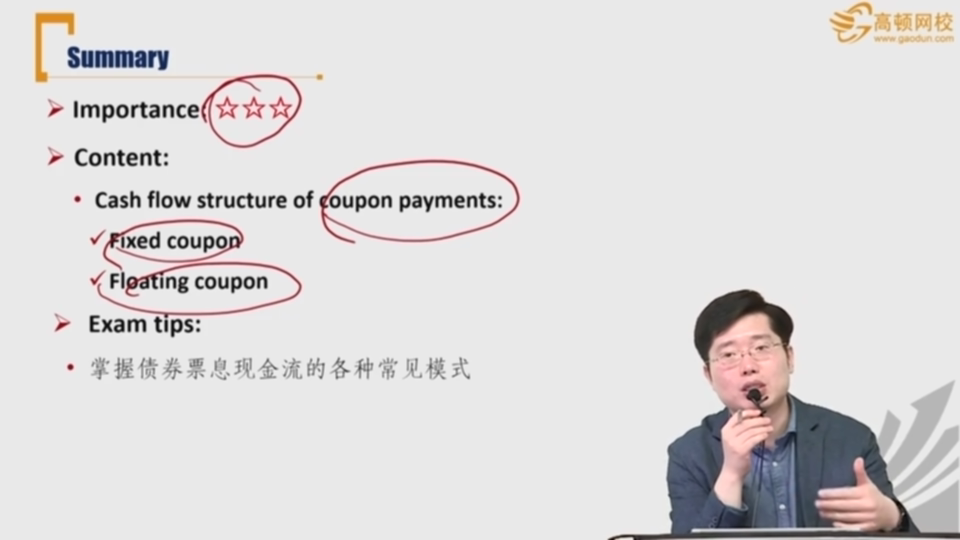 Summary
高顿网校
www.gaodun.com
Importance: ☆☆☆
Content:
Cash flow structure of coupon payments:
Fixed coupon
Floating coupon
Exam tips:
掌握债券票息现金流的各种常见模式